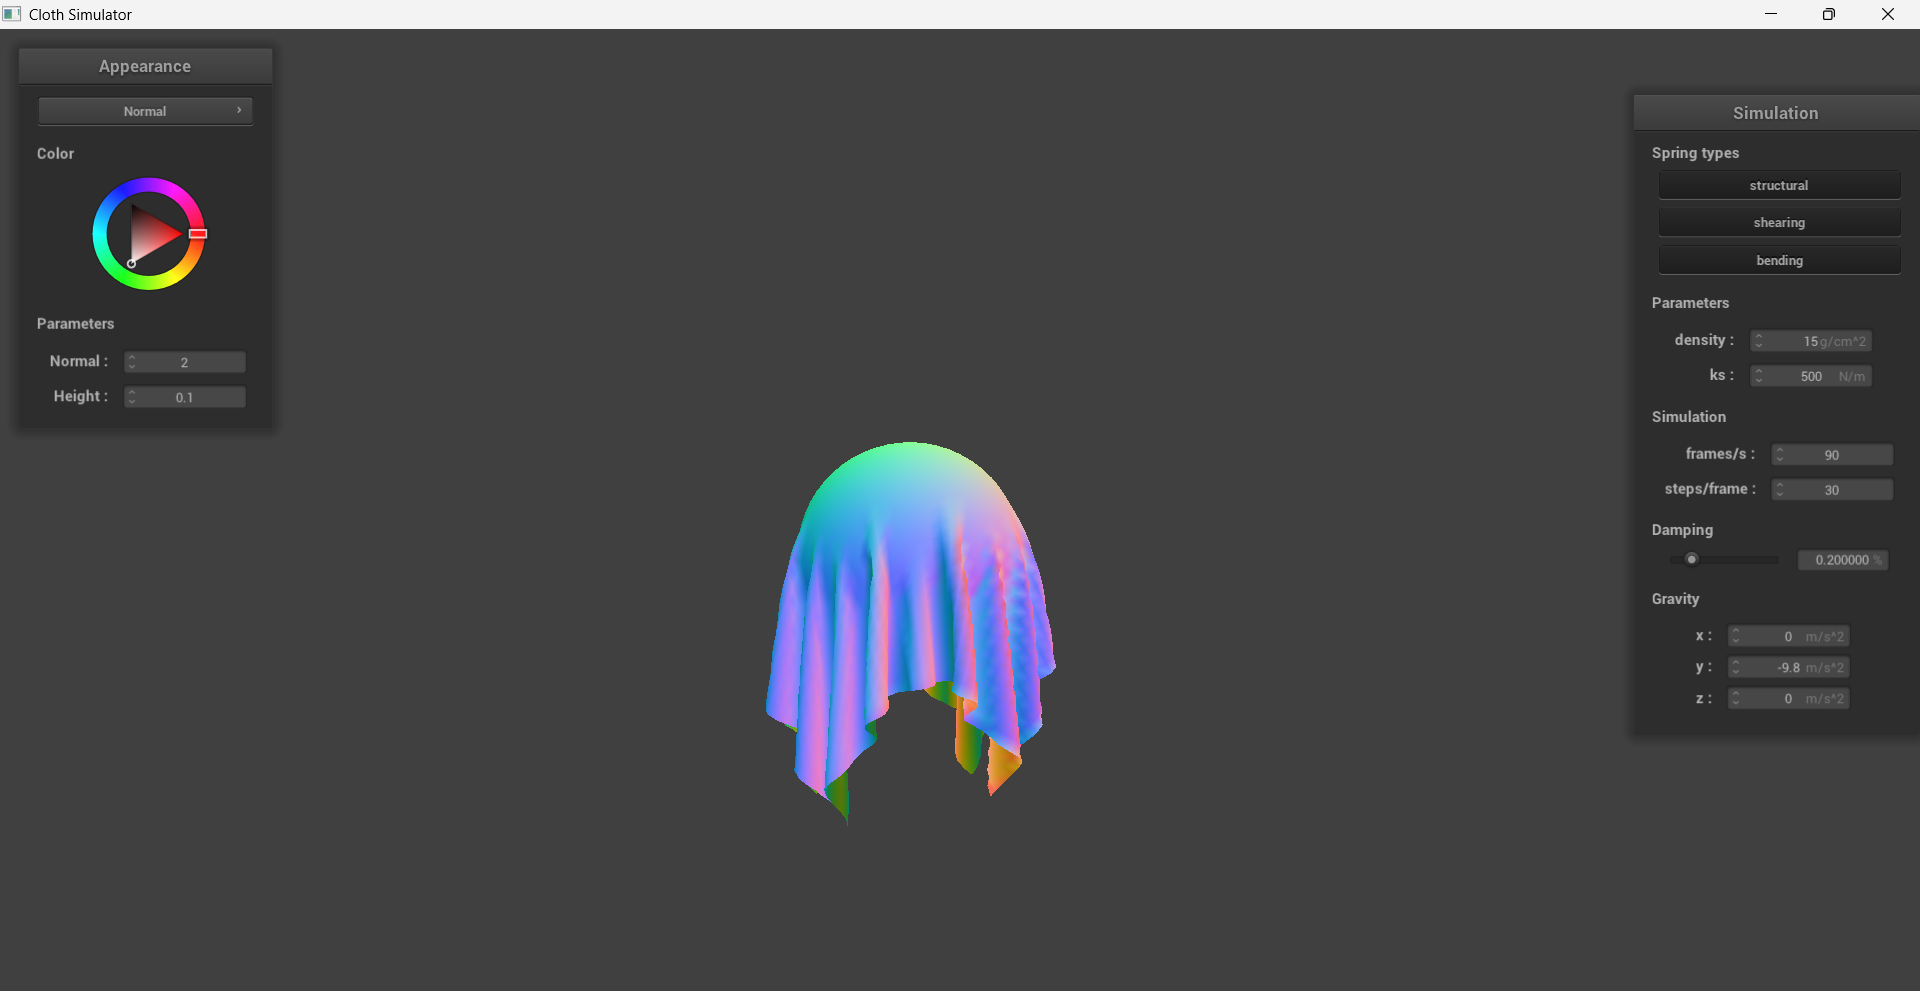 Cloth Simulator
Appearance
Normal
Color
Parameters
Normal : 2
Height : 0.1
Simulation
Spring types
structural
shearing
bending
Parameters
density : 15 g/cm^2
ks : 500 N/m
Simulation
frames/s : 90
steps/frame : 30
Damping
0.200000 %
Gravity
x : 0 m/s^2
y : -9.8 m/s^2
z : 0 m/s^2